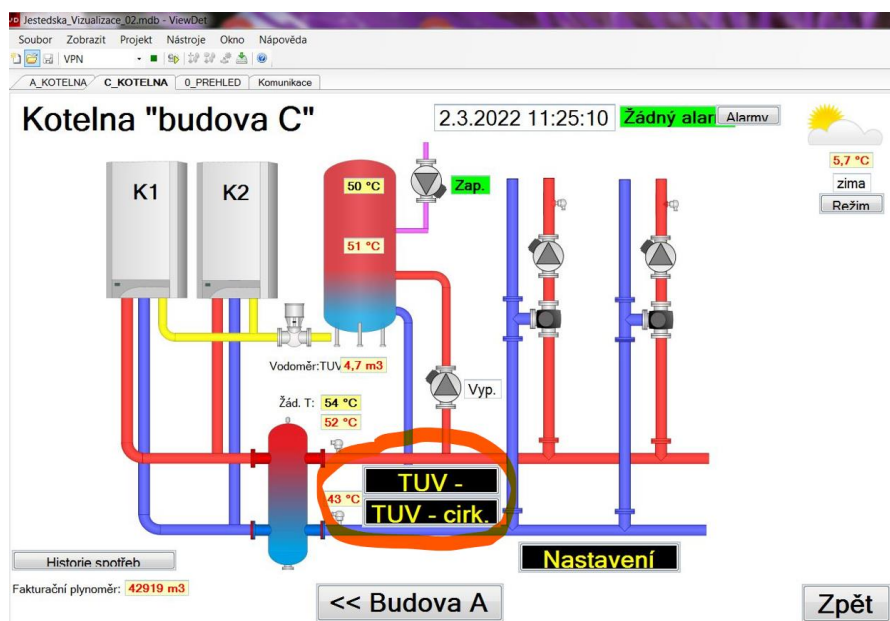 Jestedska_Vizualizace_02.mdb - ViewDet
Soubor Zobrazit Projekt Nástroje Okno Nápověda
VPN
A_KOTELNA C_KOTELNA 0_PREHLED Komunikace
Kotelna "budova C"
2.3.2022 11:25:10
Žádný alar
Alarmy
5,7 °C
zima
Režim
K1
K2
50 °C
Zap.
51 °C
Vodoměr:TUV 4,7 m3
Vyp.
Žád. T: 54 °C
52 °C
TUV -
43 °C
TUV - cirk.
Nastavení
Historie spotřeb
Fakturační plynoměr: 42919 m3
<< Budova A
Zpět